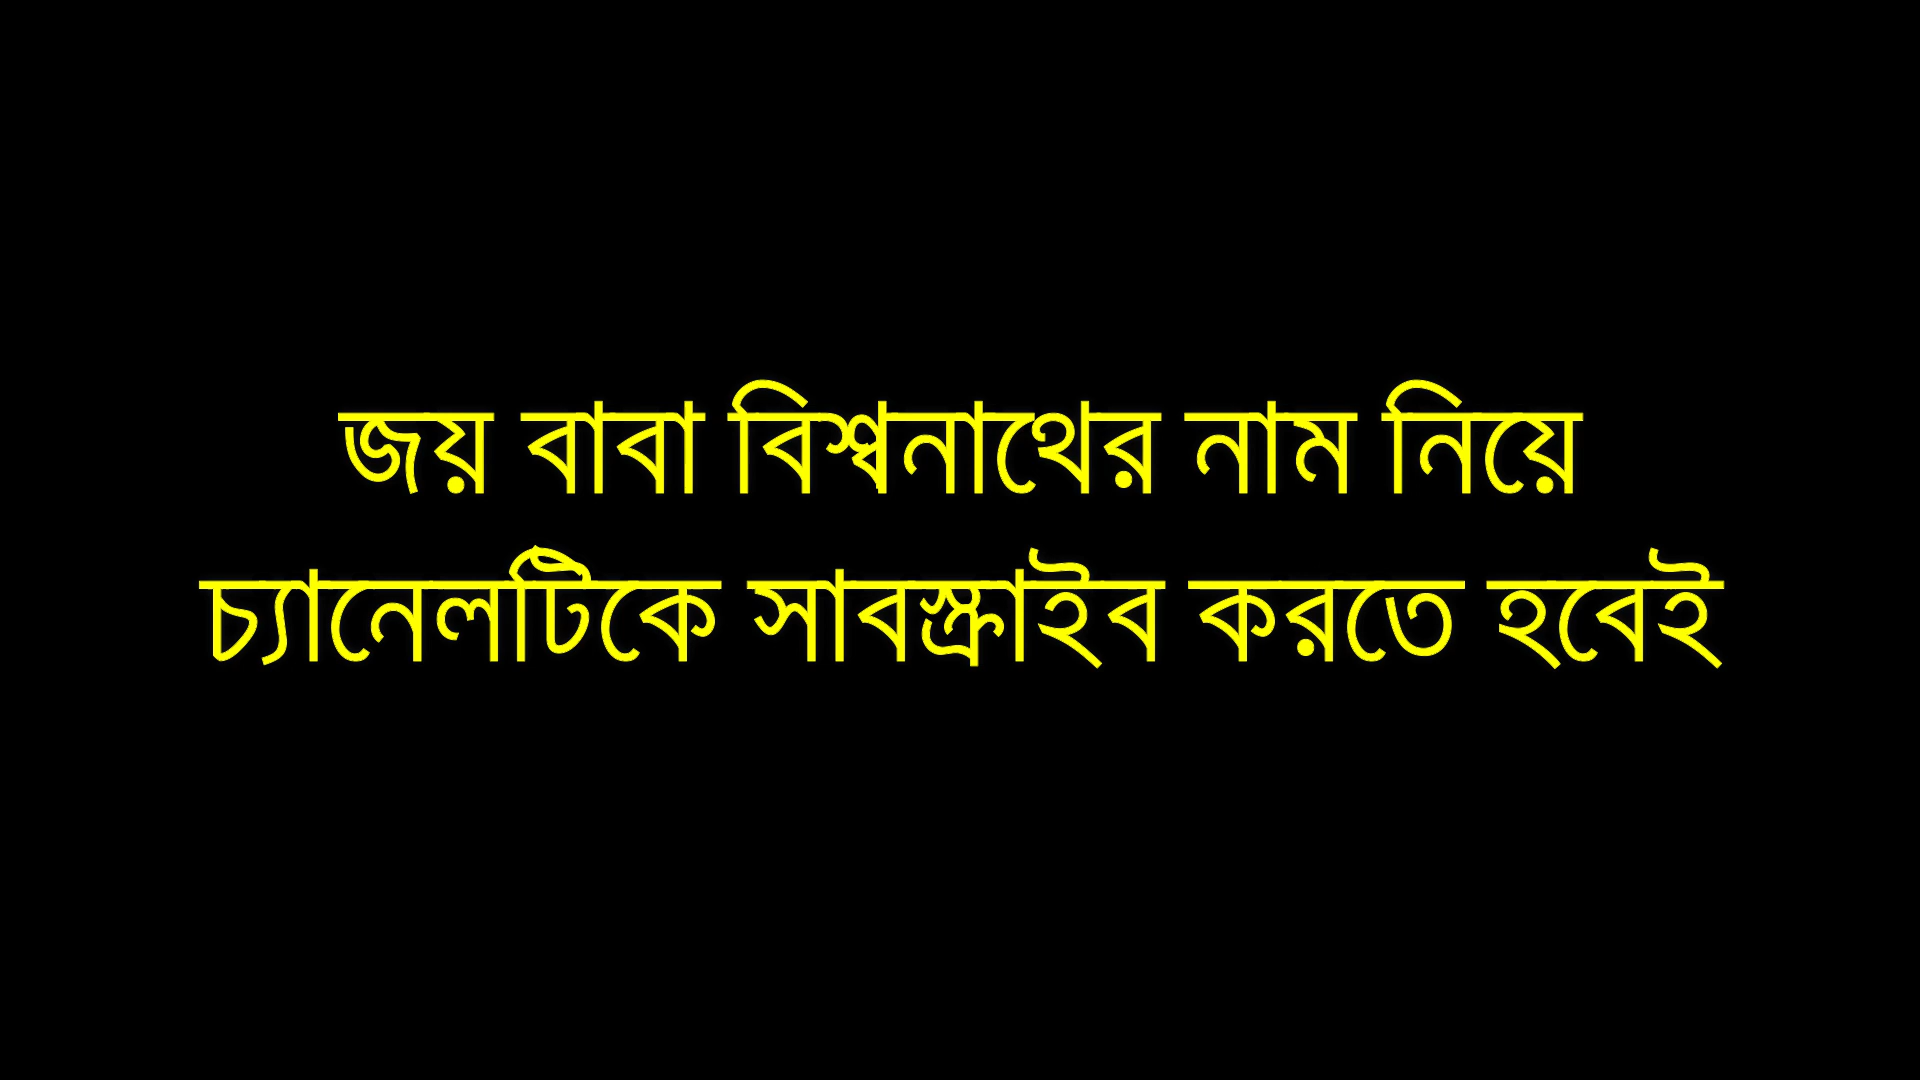 জয় বাবা বিশ্বনাথের নাম নিয়ে
চ্যানেলটিকে সাবস্ক্রাইব করতে হবেই